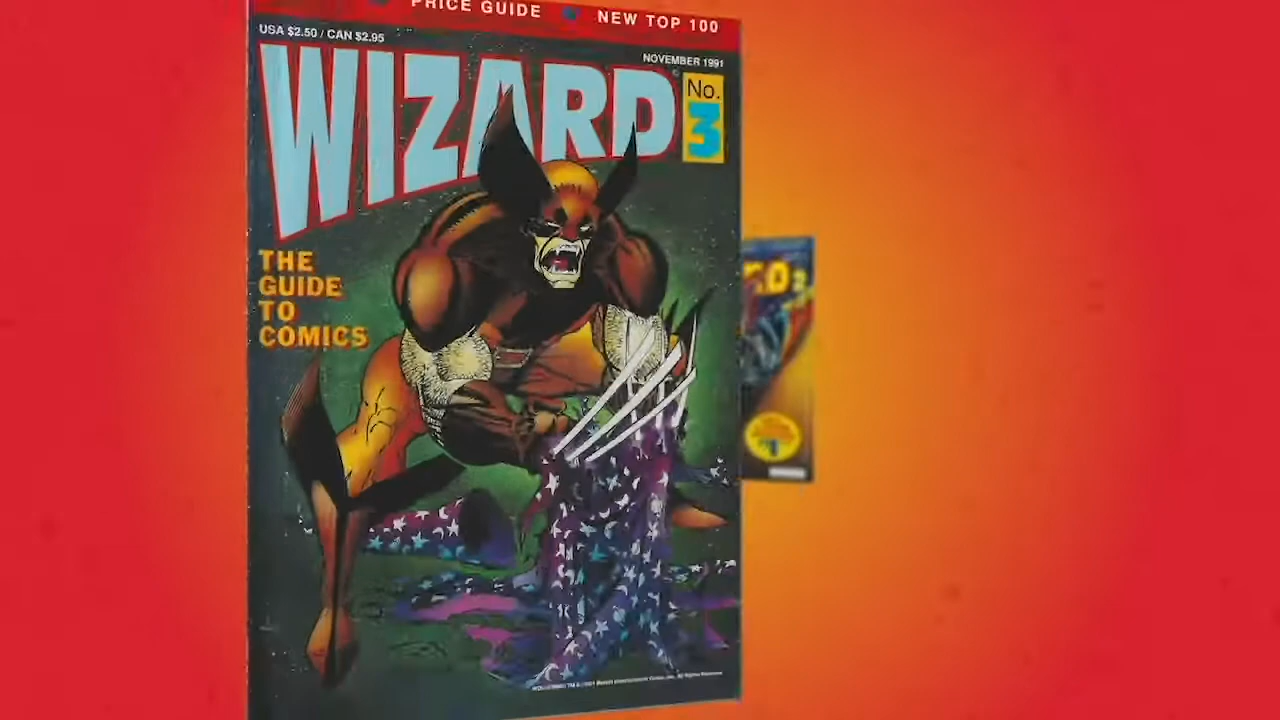 PRICE GUIDE NEW TOP 100
USA $2.50 / CAN $2.95
NOVEMBER 1991
WIZARD
No.
3
THE
GUIDE
TO
COMICS